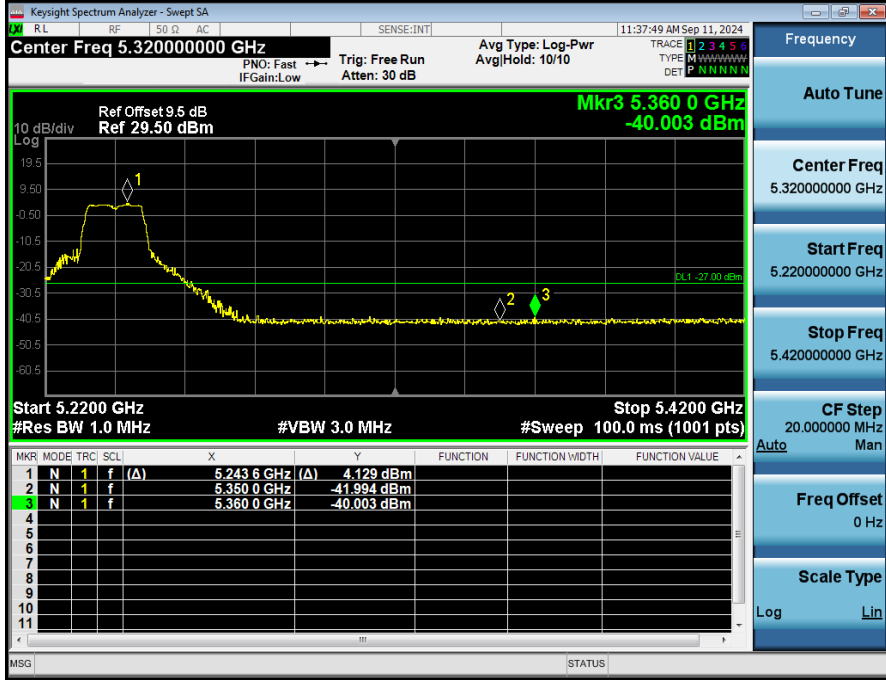 Keysight Spectrum Analyzer - Swept SA
LXI RL RF 50 Ω AC SENSE:INT 11:37:49 AM Sep 11, 2024
Center Freq 5.320000000 GHz Avg Type: Log-Pwr TRACE 1 2 3 4 5 6
PNO: Fast Trig: Free Run Avg|Hold: 10/10 TYPE M WWWWW
IFGain:Low Atten: 30 dB DET P N N N N N
Mkr3 5.360 0 GHz
-40.003 dBm
Ref Offset 9.5 dB
10 dB/div Ref 29.50 dBm
Log
19.5
9.50
-0.50
-10.5
-20.5
-30.5
-40.5
-50.5
-60.5
1
DL1 -27.00 dBm
2 3
Start 5.2200 GHz Stop 5.4200 GHz
#Res BW 1.0 MHz #VBW 3.0 MHz #Sweep 100.0 ms (1001 pts)
MKR MODE TRC SCL X Y FUNCTION FUNCTION WIDTH FUNCTION VALUE
1 N 1 f (Δ) 5.243 6 GHz (Δ) 4.129 dBm
2 N 1 f 5.350 0 GHz -41.994 dBm
3 N 1 f 5.360 0 GHz -40.003 dBm
4
5
6
7
8
9
10
11
MSG STATUS
Frequency
Auto Tune
Center Freq
5.320000000 GHz
Start Freq
5.220000000 GHz
Stop Freq
5.420000000 GHz
CF Step
20.000000 MHz
Auto Man
Freq Offset
0 Hz
Scale Type
Log Lin